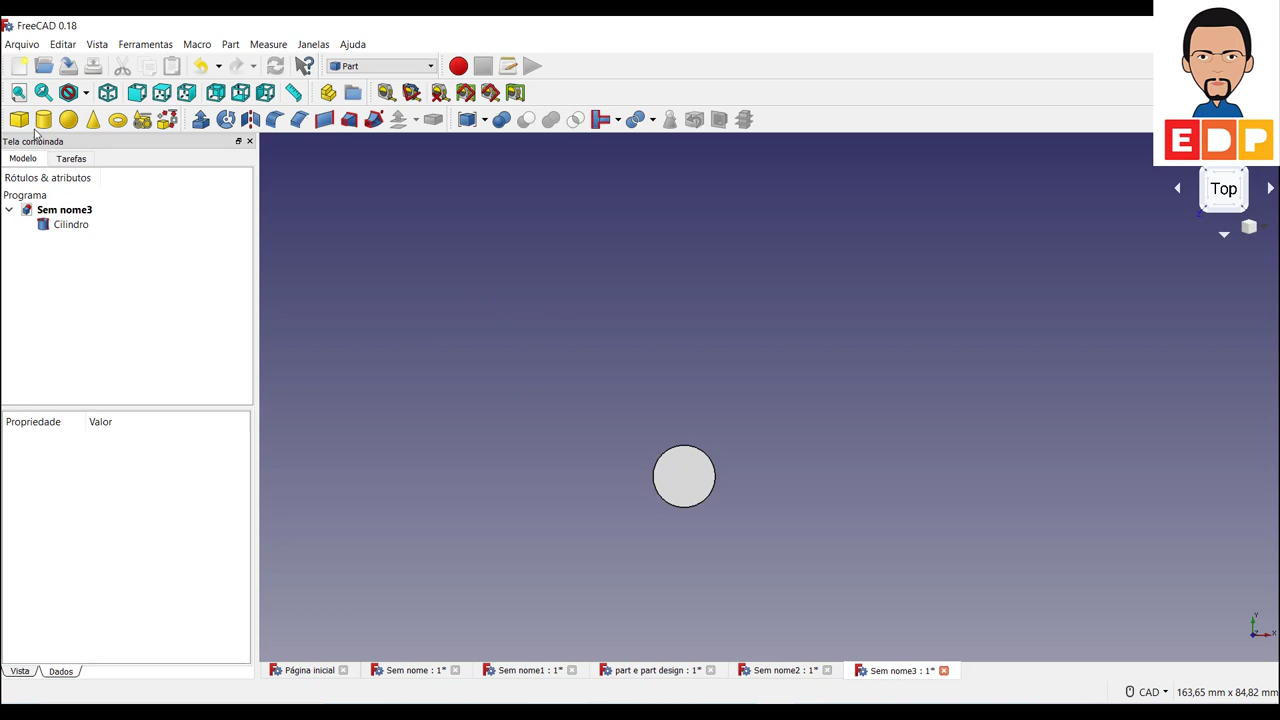 FreeCAD 0.18
Arquivo Editar Vista Ferramentas Macro Part Measure Janelas Ajuda
Part
Tela combinada
Modelo Tarefas
Rótulos & atributos
Programa
Sem nome3
Cilindro
Propriedade Valor
Vista Dados
Página inicial Sem nome : 1* Sem nome1 : 1* part e part design : 1* Sem nome2 : 1* Sem nome3 : 1*
CAD 163,65 mm x 84,82 mm
EDP
Top
Z
Y
X